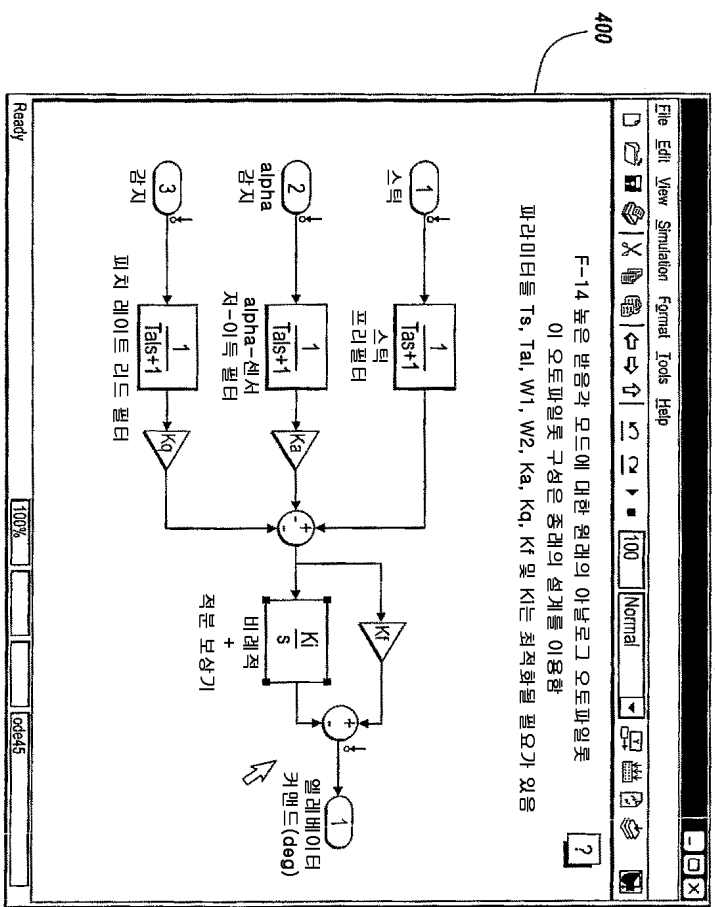 400
File Edit View Simulation Format Tools Help
100
Normal
F-14 높은 받음각 모드에 대한 원래의 아날로그 오토파일롯
이 오토파일롯 구성은 종래의 설계를 이용함
파라미터들 Ts, Tal, W1, W2, Ka, Kq, Kf 및 Ki는 최적화될 필요가 있음
?
1
스틱
1
Tas+1
스틱
프리필터
2
alpha
감지
1
Tals+1
alpha-센서
저-이득 필터
Ka
3
감지
1
Tals+1
피치 레이트 리드 필터
Kq
Kf
Ki
s
비례적
+
적분 보상기
1
엘레베이터
커맨드(deg)
Ready
100%
ode45